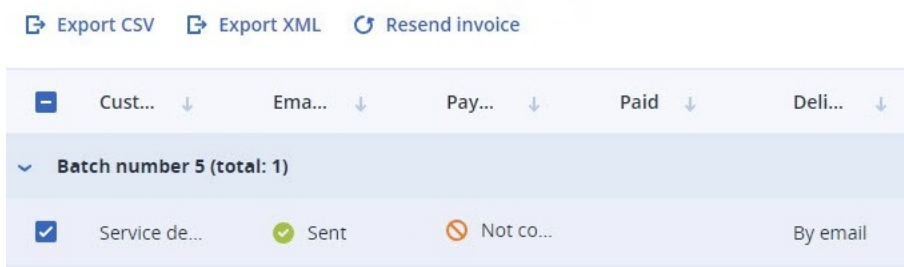 Export CSV Export XML Resend invoice
Cust... Ema... Pay... Paid Deli...
Batch number 5 (total: 1)
Service de... Sent Not co... By email